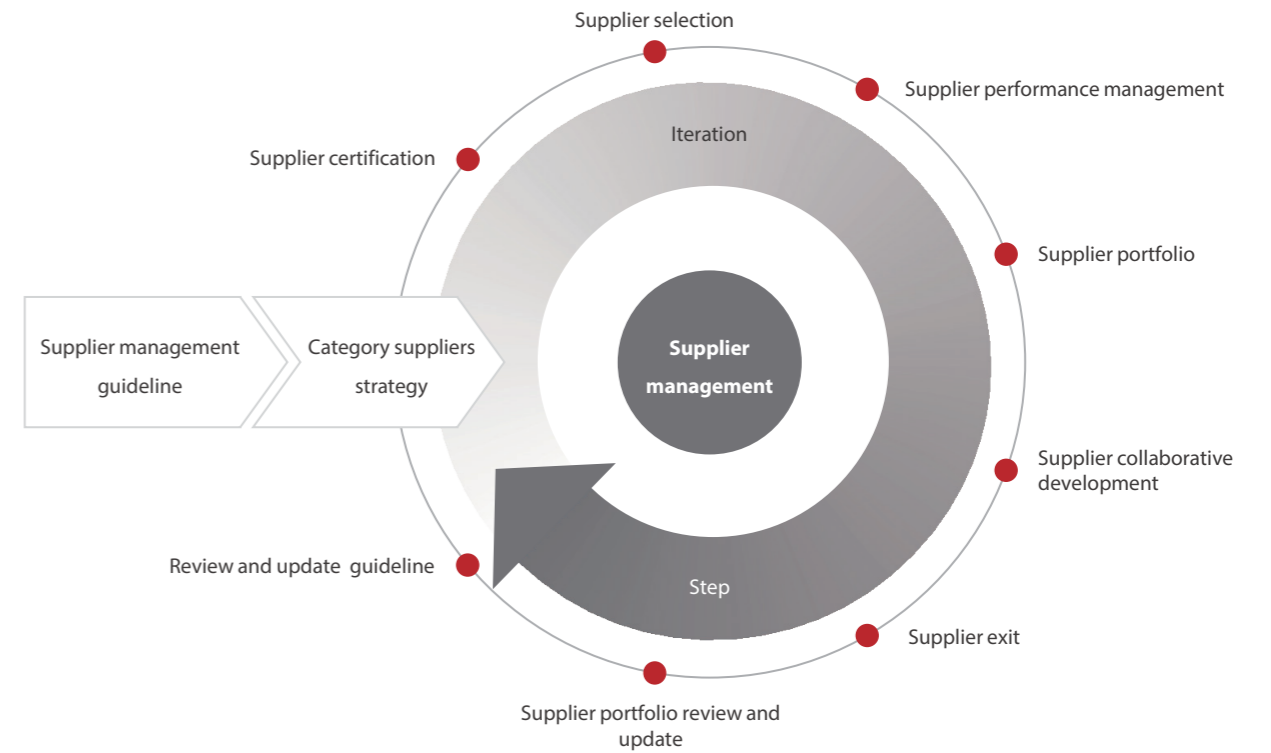 Supplier selection
Supplier performance management
Iteration
Supplier certification
Supplier portfolio
Supplier management
guideline
Category suppliers
strategy
Supplier
management
Supplier collaborative
development
Review and update guideline
Step
Supplier exit
Supplier portfolio review and
update